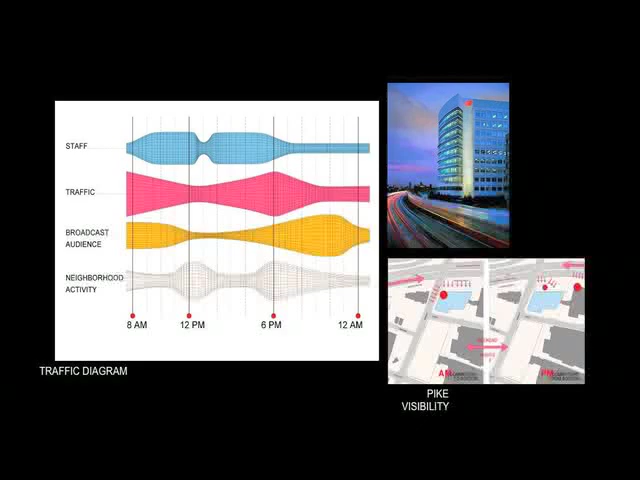 STAFF
TRAFFIC
BROADCAST
AUDIENCE
NEIGHBORHOOD
ACTIVITY
8 AM
12 PM
6 PM
12 AM
TRAFFIC DIAGRAM
AM
PM
PIKE
VISIBILITY